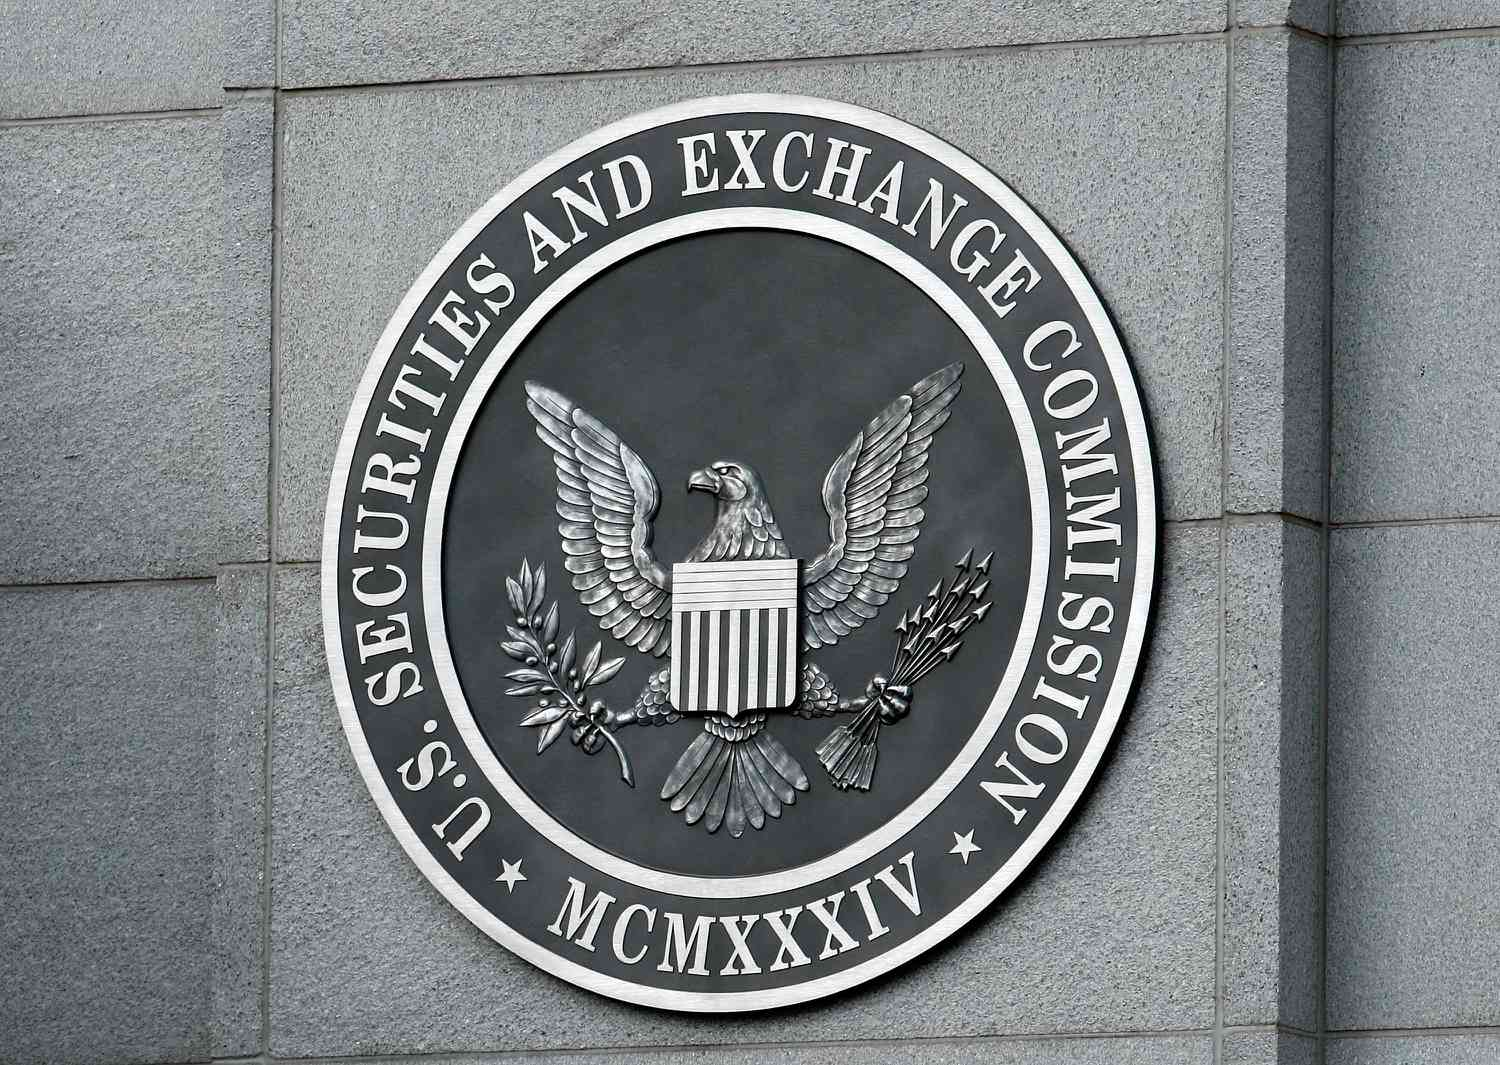 U.S. SECURITIES AND EXCHANGE COMMISSION
MCMXXXIV